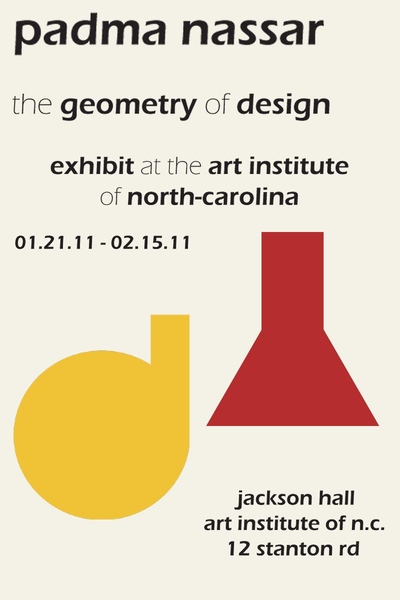 padma nassar
the geometry of design
exhibit at the art institute
of north-carolina
01.21.11 - 02.15.11
jackson hall
art institute of n.c.
12 stanton rd